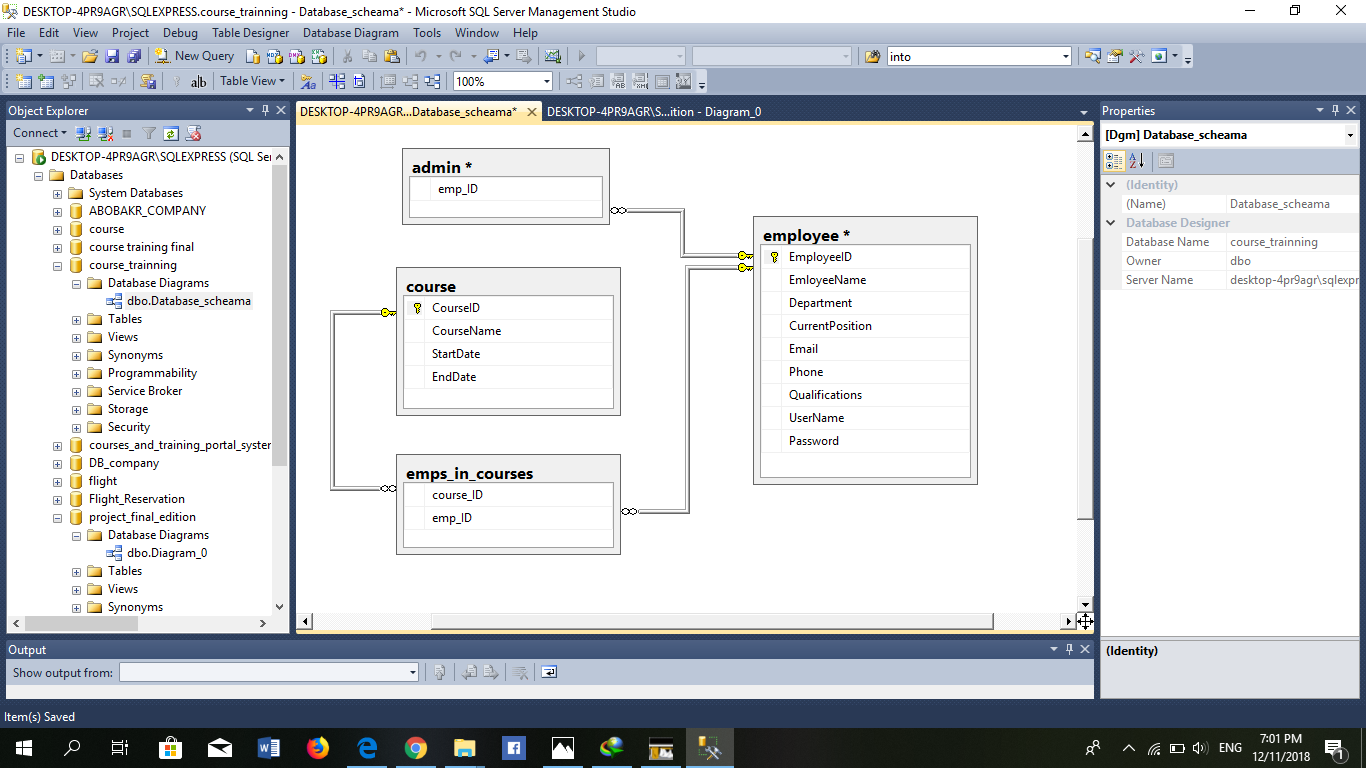 DESKTOP-4PR9AGR\SQLEXPRESS.course_trainning - Database_scheama* - Microsoft SQL Server Management Studio
File Edit View Project Debug Table Designer Database Diagram Tools Window Help
New Query into
Table View 100%
Object Explorer
Connect
DESKTOP-4PR9AGR\SQLEXPRESS (SQL Ser
Databases
System Databases
ABOBAKR_COMPANY
course
course training final
course_trainning
Database Diagrams
dbo.Database_scheama
Tables
Views
Synonyms
Programmability
Service Broker
Storage
Security
courses_and_training_portal_system
DB_company
flight
Flight_Reservation
project_final_edition
Database Diagrams
dbo.Diagram_0
Tables
Views
Synonyms
DESKTOP-4PR9AGR...Database_scheama* DESKTOP-4PR9AGR\S...ition - Diagram_0
admin *
emp_ID
course
CourseID
CourseName
StartDate
EndDate
emps_in_courses
course_ID
emp_ID
employee *
EmployeeID
EmloyeeName
Department
CurrentPosition
Email
Phone
Qualifications
UserName
Password
Properties
[Dgm] Database_scheama
(Identity)
(Name) Database_scheama
Database Designer
Database Name course_trainning
Owner dbo
Server Name desktop-4pr9agr\sqlexpr
(Identity)
Output
Show output from:
Item(s) Saved
ENG 7:01 PM
12/11/2018